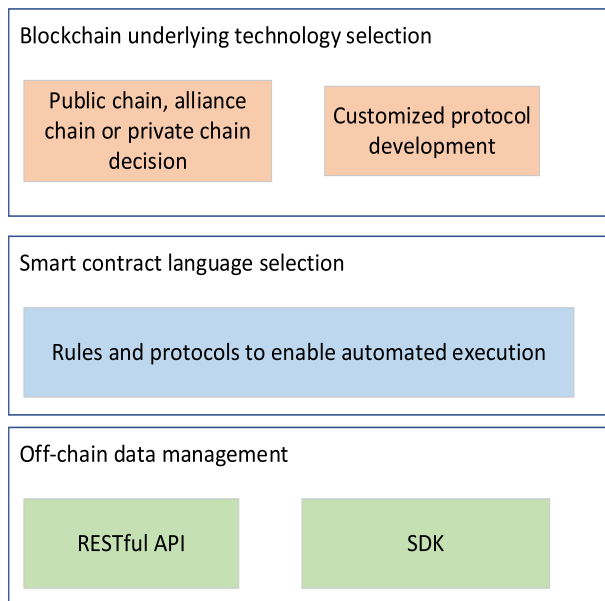 Blockchain underlying technology selection
Public chain, alliance
chain or private chain
decision
Customized protocol
development
Smart contract language selection
Rules and protocols to enable automated execution
Off-chain data management
RESTful API
SDK